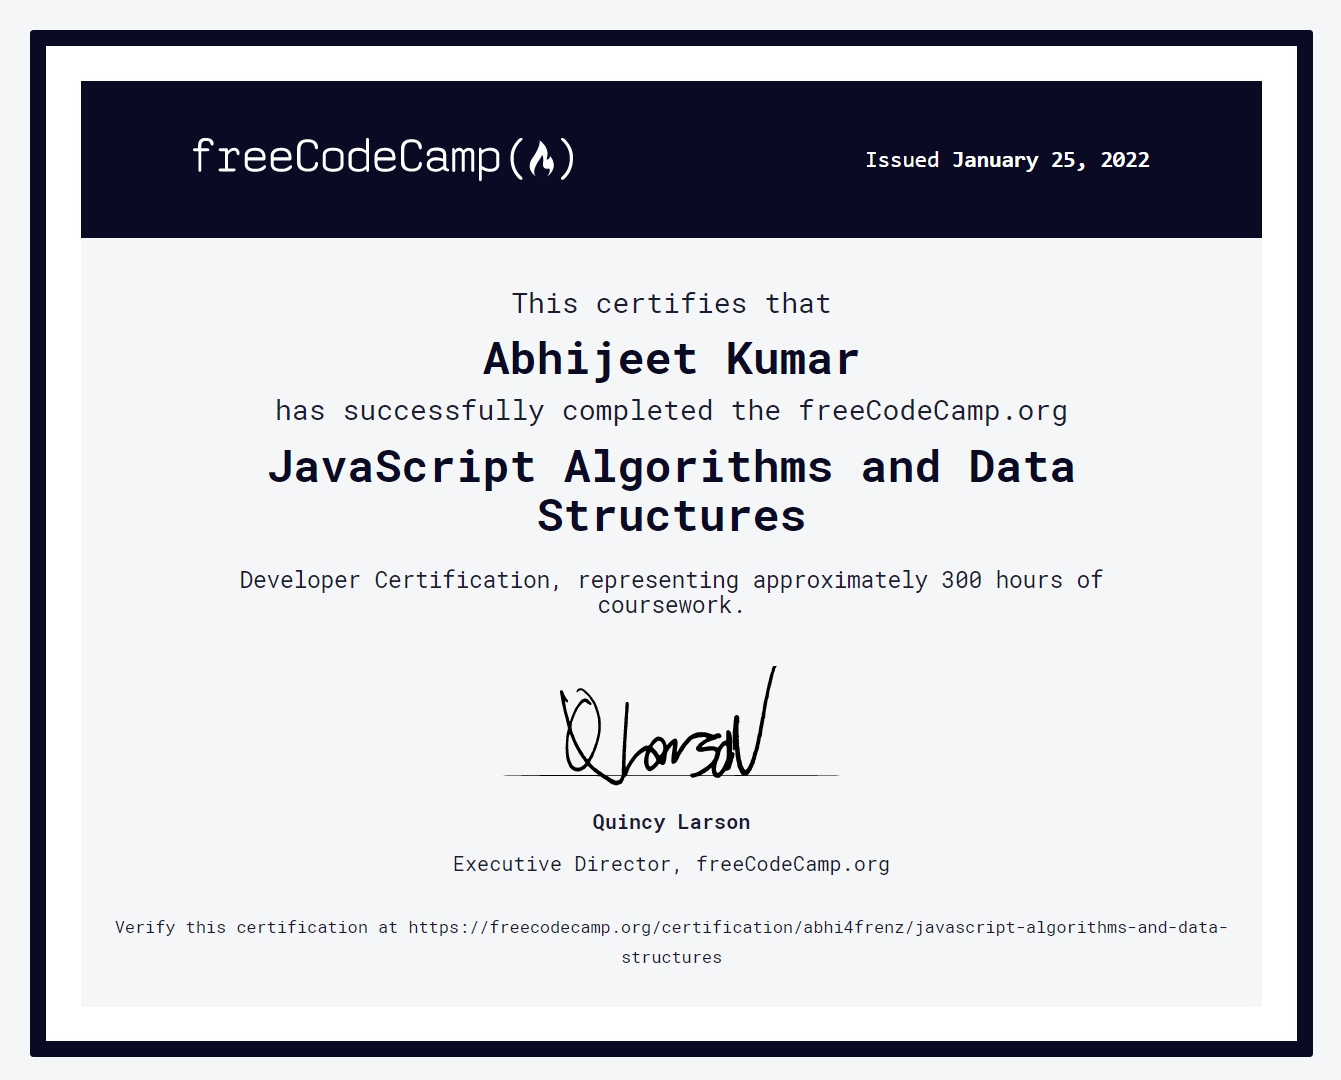 freeCodeCamp(🔥)
Issued January 25, 2022
This certifies that
Abhijeet Kumar
has successfully completed the freeCodeCamp.org
JavaScript Algorithms and Data
Structures
Developer Certification, representing approximately 300 hours of
coursework.
Q Larson
Quincy Larson
Executive Director, freeCodeCamp.org
Verify this certification at https://freecodecamp.org/certification/abhi4frenz/javascript-algorithms-and-data-
structures